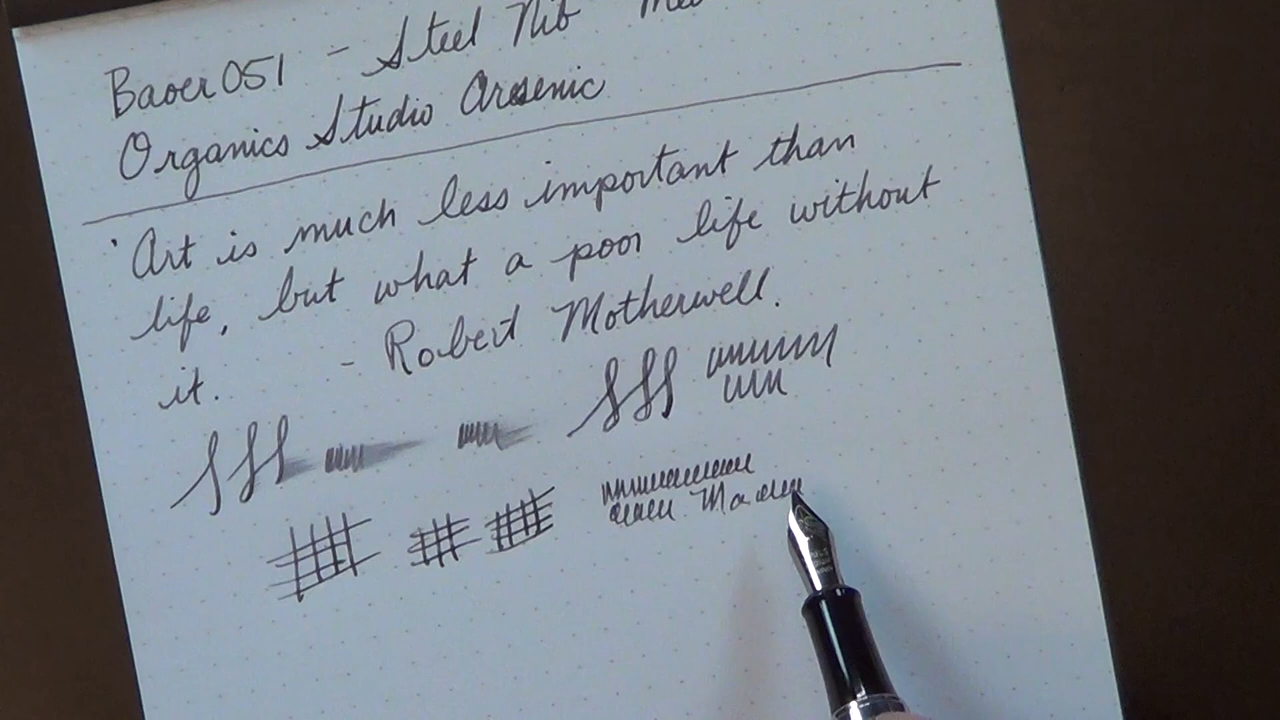 Baoer 051 - Steel Nib
Organics Studio Arsenic
"Art is much less important than
life, but what a poor life without
it. - Robert Motherwell.